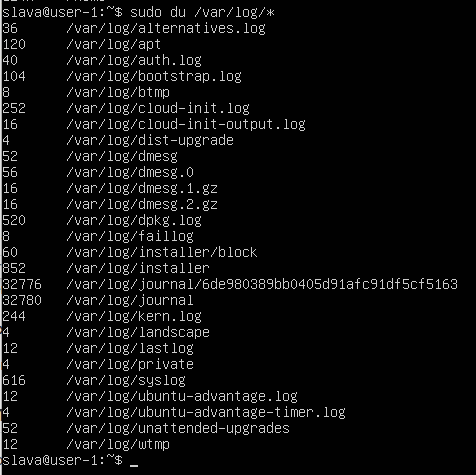 slava@user-1:~$ sudo du /var/log/*
36 /var/log/alternatives.log
120 /var/log/apt
40 /var/log/auth.log
104 /var/log/bootstrap.log
8 /var/log/btmp
252 /var/log/cloud-init.log
16 /var/log/cloud-init-output.log
4 /var/log/dist-upgrade
52 /var/log/dmesg
56 /var/log/dmesg.0
16 /var/log/dmesg.1.gz
16 /var/log/dmesg.2.gz
520 /var/log/dpkg.log
8 /var/log/faillog
60 /var/log/installer/block
852 /var/log/installer
32776 /var/log/journal/6de980389bb0405d91afc91df5cf5163
32780 /var/log/journal
244 /var/log/kern.log
4 /var/log/landscape
12 /var/log/lastlog
4 /var/log/private
616 /var/log/syslog
12 /var/log/ubuntu-advantage.log
4 /var/log/ubuntu-advantage-timer.log
52 /var/log/unattended-upgrades
12 /var/log/wtmp
slava@user-1:~$ _